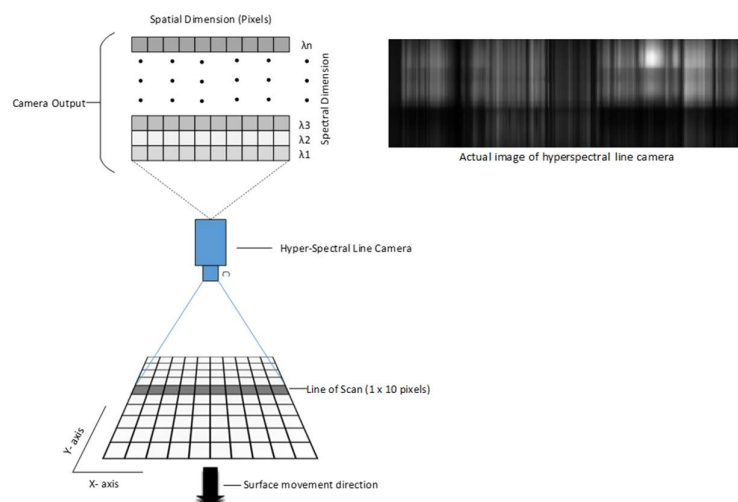 Spatial Dimension (Pixels)
λn
Camera Output
Spectral Dimension
λ3
λ2
λ1
Actual image of hyperspectral line camera
Hyper-Spectral Line Camera
Line of Scan (1 x 10 pixels)
Y- axis
X- axis
Surface movement direction